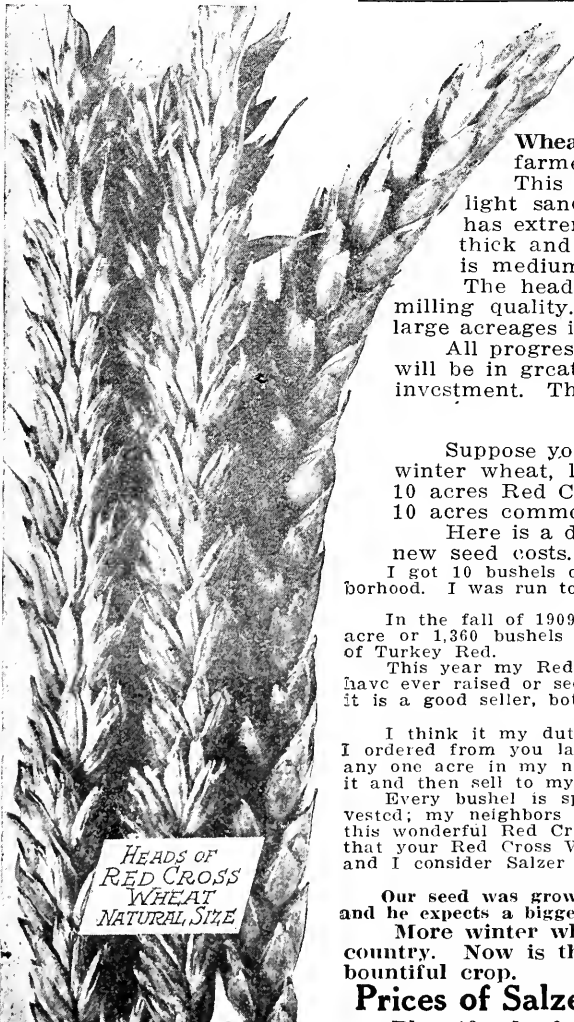 Whea
farme
This
light sand
has extrem
thick and
is medium
The head
milling quality.
large acreages i
All progres
will be in great
investment. Th
Suppose yo
winter wheat, l
10 acres Red C
10 acres comme
Here is a d
new seed costs.
I got 10 bushels o
borhood. I was run to
In the fall of 1909
acre or 1,360 bushels
of Turkey Red.
This year my Red
have ever raised or see
it is a good seller, bot
I think it my dut
I ordered from you la
any one acre in my n
it and then sell to my
Every bushel is sp
vested; my neighbors
this wonderful Red Cr
that your Red Cross W
and I consider Salzer
HEADS OF
RED CROSS
WHEAT
NATURAL SIZE
Our seed was grow
and he expects a bigge
More winter wh
country. Now is th
bountiful crop.
Prices of Salze